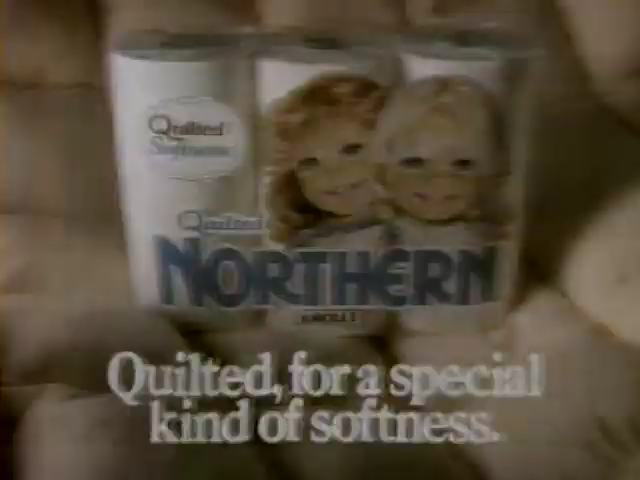 Quilted
Softness
Quilted
NORTHERN
Quilted, for a special
kind of softness.